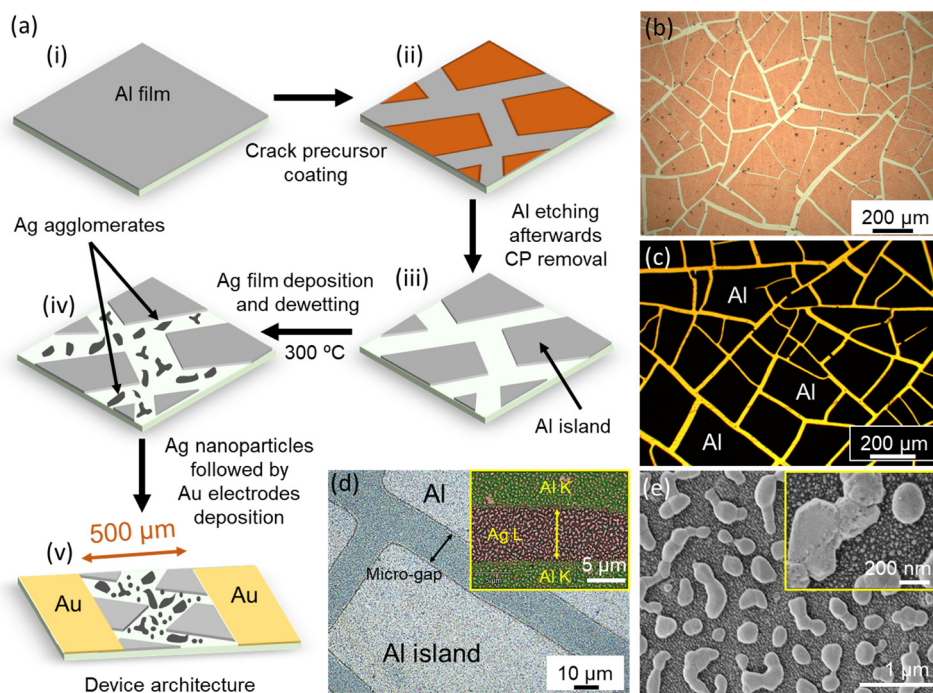 (a)
(i)
Al film
Crack precursor
coating
(ii)
Al etching
afterwards
CP removal
(iii)
Al island
Ag film deposition
and dewetting
300 ºC
Ag agglomerates
(iv)
Ag nanoparticles
followed by
Au electrodes
deposition
500 µm
(v)
Au
Au
Device architecture
(b)
200 µm
(c)
Al
Al
Al
200 µm
(d)
Al
Micro-gap
Al island
10 µm
Al K
Ag L
Al K
5µm
5 µm
(e)
200 nm
1 µm